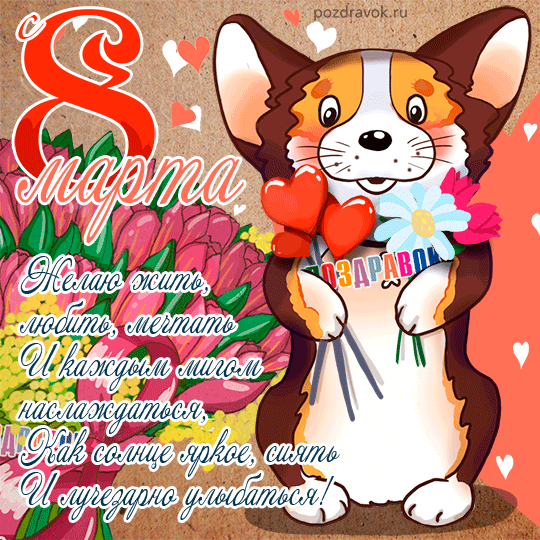 pozdravok.ru
с 8
марта
ПОЗДРАВОК
Желаю жить,
любить, мечтать
И каждым мигом
наслаждаться,
Как солнце яркое, сиять
И лучезарно улыбаться!